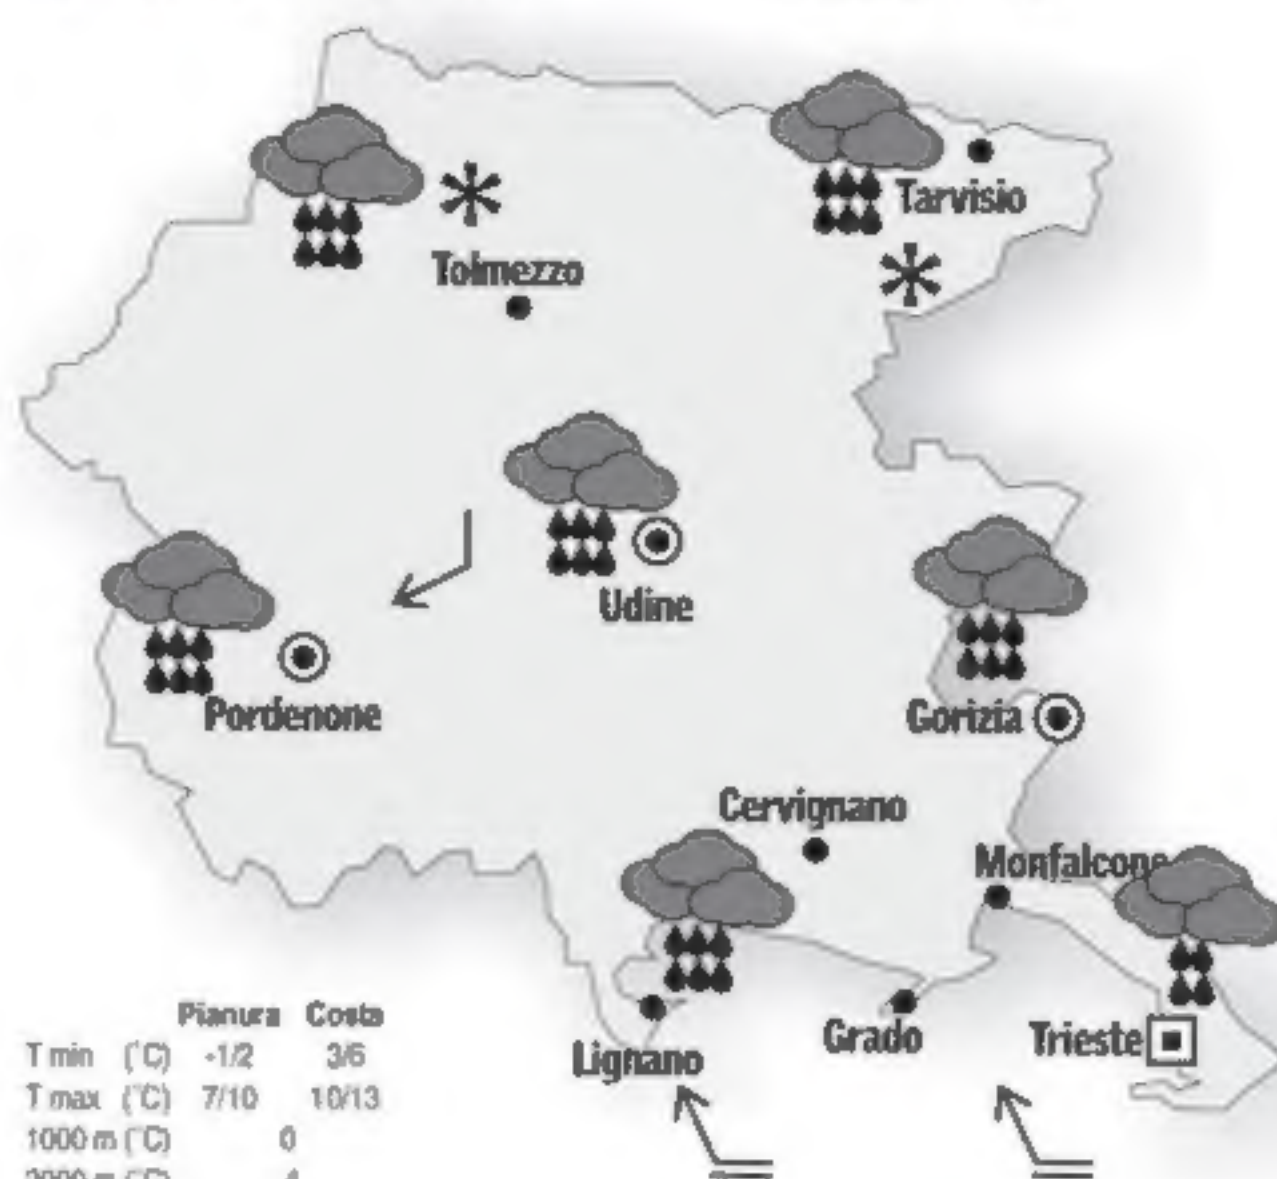 Tarvisio
Tolmezzo
Udine
Pordenone
Gorizia
Cervignano
Monfalcone
Grado
Trieste
Lignano
Pianura Costa
T min (°C) -1/2 3/6
T max (°C) 7/10 10/13
1000 m (°C) 0